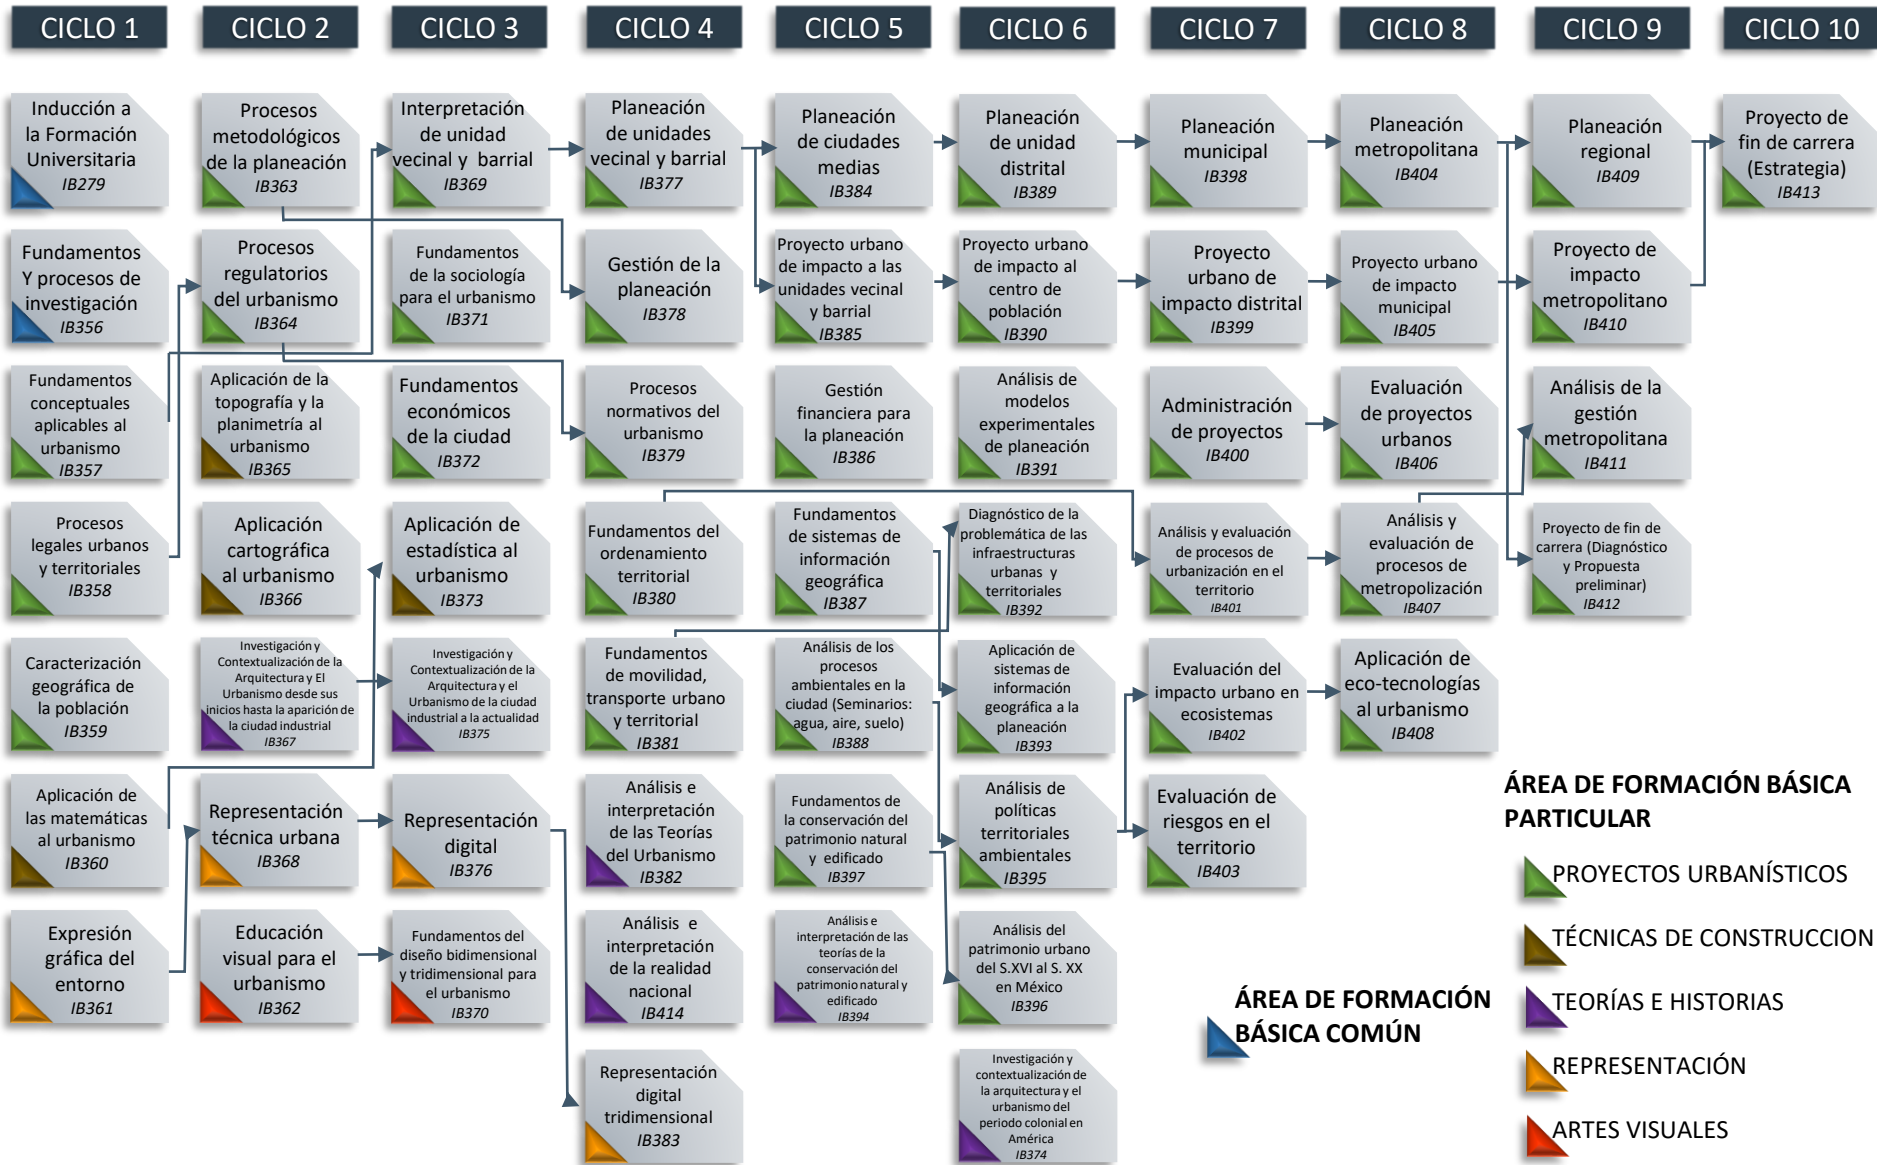 CICLO 1
CICLO 2
CICLO 3
CICLO 4
CICLO 5
CICLO 6
CICLO 7
CICLO 8
CICLO 9
CICLO 10
Inducción a
la Formación
Universitaria
IB279
Procesos
metodológicos
de la planeación
IB363
Interpretación
de unidad
vecinal y barrial
IB369
Planeación
de unidades
vecinal y barrial
IB377
Planeación
de ciudades
medias
IB384
Planeación
de unidad
distrital
IB389
Planeación
municipal
IB398
Planeación
metropolitana
IB404
Planeación
regional
IB409
Proyecto de
fin de carrera
(Estrategia)
IB413
Fundamentos
Y procesos de
investigación
IB356
Procesos
regulatorios
del urbanismo
IB364
Fundamentos
de la sociología
para el urbanismo
IB371
Gestión de la
planeación
IB378
Proyecto urbano
de impacto a las
unidades vecinal
y barrial
IB385
Proyecto urbano
de impacto al
centro de
población
IB390
Proyecto
urbano de
impacto distrital
IB399
Proyecto urbano
de impacto
municipal
IB405
Proyecto de
impacto
metropolitano
IB410
Fundamentos
conceptuales
aplicables al
urbanismo
IB357
Aplicación de la
topografía y la
planimetría al
urbanismo
IB365
Fundamentos
económicos
de la ciudad
IB372
Procesos
normativos del
urbanismo
IB379
Gestión
financiera para
la planeación
IB386
Análisis de
modelos
experimentales
de planeación
IB391
Administración
de proyectos
IB400
Evaluación
de proyectos
urbanos
IB406
Análisis de la
gestión
metropolitana
IB411
Procesos
legales urbanos
y territoriales
IB358
Aplicación
cartográfica
al urbanismo
IB366
Aplicación de
estadística al
urbanismo
IB373
Fundamentos del
ordenamiento
territorial
IB380
Fundamentos
de sistemas de
información
geográfica
IB387
Diagnóstico de la
problemática de las
infraestructuras
urbanas y
territoriales
IB392
Análisis y evaluación
de procesos de
urbanización en el
territorio
IB401
Análisis y
evaluación de
procesos de
metropolización
IB407
Proyecto de fin de
carrera (Diagnóstico
y Propuesta
preliminar)
IB412
Caracterización
geográfica de
la población
IB359
Investigación y
Contextualización de la
Arquitectura y El
Urbanismo desde sus
inicios hasta la aparición de
la ciudad industrial
IB367
Investigación y
Contextualización de la
Arquitectura y el
Urbanismo de la ciudad
industrial a la actualidad
IB375
Fundamentos
de movilidad,
transporte urbano
y territorial
IB381
Análisis de los
procesos
ambientales en la
ciudad (Seminarios:
agua, aire, suelo)
IB388
Aplicación de
sistemas de
información
geográfica a la
planeación
IB393
Evaluación del
impacto urbano en
ecosistemas
IB402
Aplicación de
eco-tecnologías
al urbanismo
IB408
Aplicación de
las matemáticas
al urbanismo
IB360
Representación
técnica urbana
IB368
Representación
digital
IB376
Análisis e
interpretación
de las Teorías
del Urbanismo
IB382
Fundamentos de
la conservación del
patrimonio natural
y edificado
IB397
Análisis de
políticas
territoriales
ambientales
IB395
Evaluación de
riesgos en el
territorio
IB403
Expresión
gráfica del
entorno
IB361
Educación
visual para el
urbanismo
IB362
Fundamentos del
diseño bidimensional
y tridimensional para
el urbanismo
IB370
Análisis e
interpretación
de la realidad
nacional
IB414
Análisis e
interpretación de las
teorías de la
conservación del
patrimonio natural y
edificado
IB394
Análisis del
patrimonio urbano
del S.XVI al S. XX
en México
IB396
Representación
digital
tridimensional
IB383
Investigación y
contextualización de
la arquitectura y el
urbanismo del
periodo colonial en
América
IB374
ÁREA DE FORMACIÓN
BÁSICA COMÚN
ÁREA DE FORMACIÓN BÁSICA
PARTICULAR
PROYECTOS URBANÍSTICOS
TÉCNICAS DE CONSTRUCCION
TEORÍAS E HISTORIAS
REPRESENTACIÓN
ARTES VISUALES